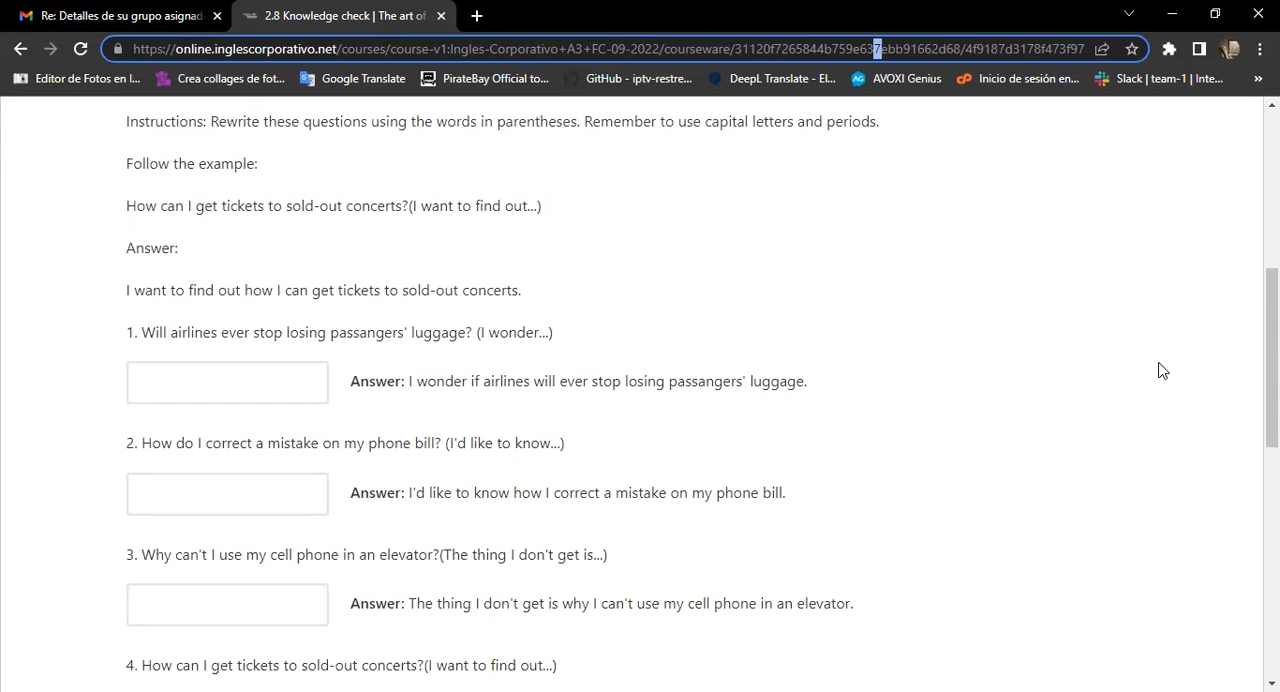 Re: Detalles de su grupo asignad
2.8 Knowledge check | The art of
https://online.inglescorporativo.net/courses/course-v1:Ingles-Corporativo+A3+FC-09-2022/courseware/31120f7265844b759e637ebb91662d68/4f9187d3178f473f97
Editor de Fotos en l...
Crea collages de fot...
Google Translate
PirateBay Official to...
GitHub - iptv-restre...
DeepL Translate - El...
AVOXI Genius
Inicio de sesión en...
Slack | team-1 | Inte...
Instructions: Rewrite these questions using the words in parentheses. Remember to use capital letters and periods.
Follow the example:
How can I get tickets to sold-out concerts?(I want to find out...)
Answer:
I want to find out how I can get tickets to sold-out concerts.
1. Will airlines ever stop losing passangers' luggage? (I wonder...)
Answer: I wonder if airlines will ever stop losing passangers' luggage.
2. How do I correct a mistake on my phone bill? (I'd like to know...)
Answer: I'd like to know how I correct a mistake on my phone bill.
3. Why can't I use my cell phone in an elevator?(The thing I don't get is...)
Answer: The thing I don't get is why I can't use my cell phone in an elevator.
4. How can I get tickets to sold-out concerts?(I want to find out...)